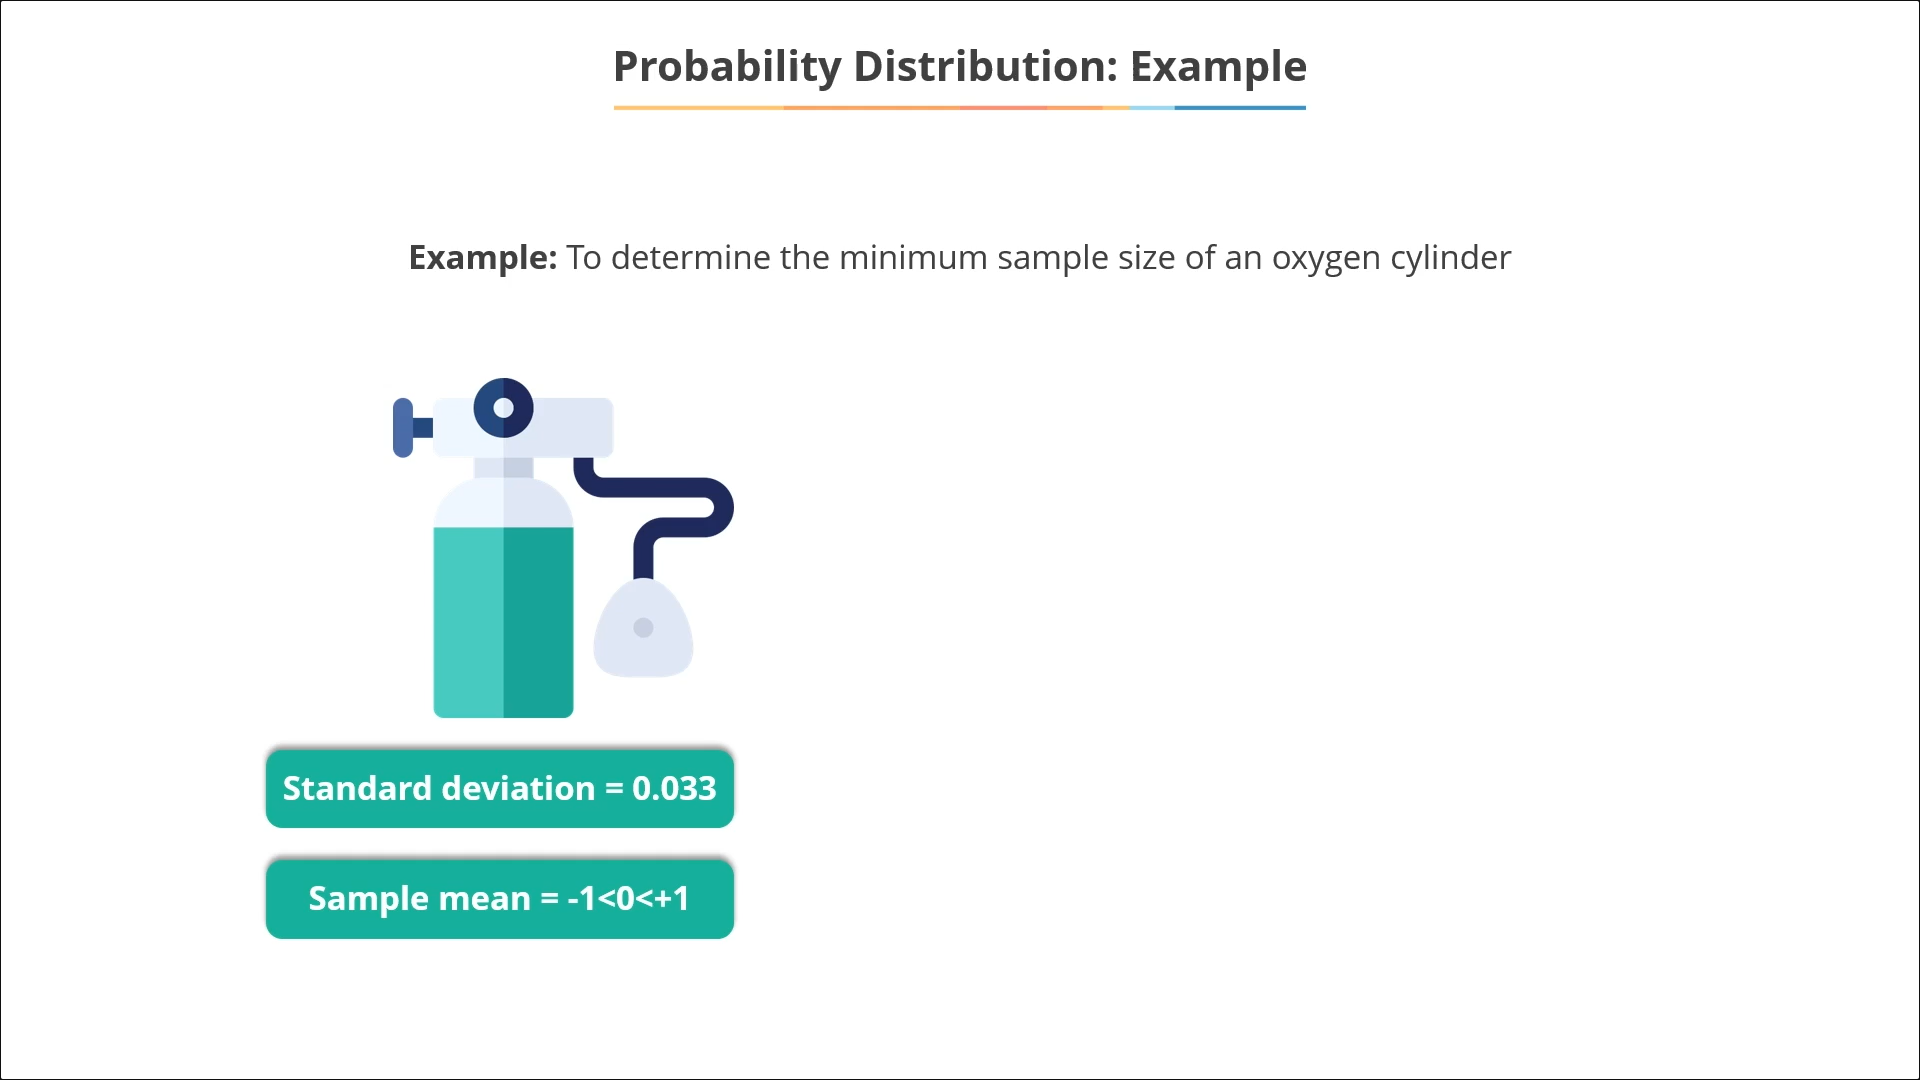 Probability Distribution: Example
Example: To determine the minimum sample size of an oxygen cylinder
Standard deviation = 0.033
Sample mean = -1<0<+1